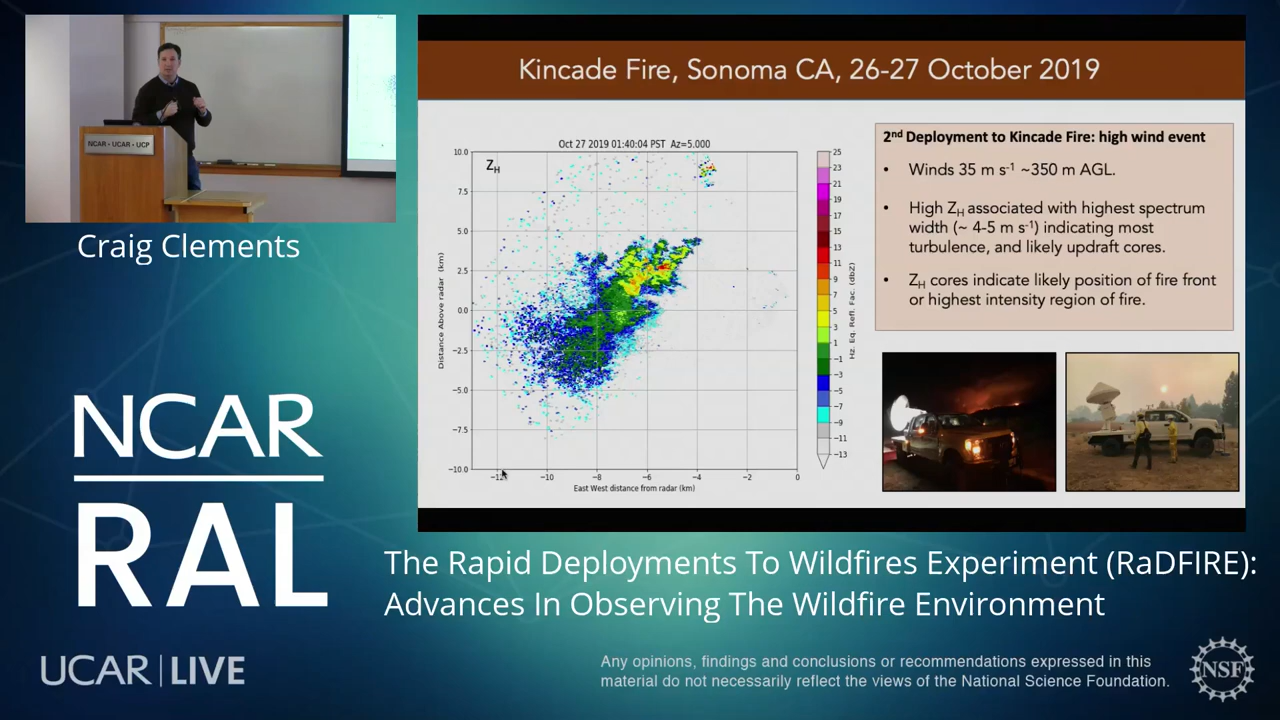 NCAR • UCAR • UCP
Craig Clements
NCAR
RAL
UCAR | LIVE
Kincade Fire, Sonoma CA, 26-27 October 2019
Oct 27 2019 01:40:04 PST Az=5.000
ZH
10.0
7.5
5.0
2.5
0.0
−2.5
−5.0
−7.5
−10.0
Distance Above radar (km)
−12 −10 −8 −6 −4 −2 0
East West distance from radar (km)
25
23
21
19
17
15
13
11
9
7
5
3
1
−1
−3
−5
−7
−9
−11
−13
Hz. Eq. Refl. Fac. (dbZ)
2nd Deployment to Kincade Fire: high wind event
• Winds 35 m s-1 ~350 m AGL.
• High ZH associated with highest spectrum
width (~ 4-5 m s-1) indicating most
turbulence, and likely updraft cores.
• ZH cores indicate likely position of fire front
or highest intensity region of fire.
The Rapid Deployments To Wildfires Experiment (RaDFIRE):
Advances In Observing The Wildfire Environment
Any opinions, findings and conclusions or recommendations expressed in this
material do not necessarily reflect the views of the National Science Foundation.
NSF